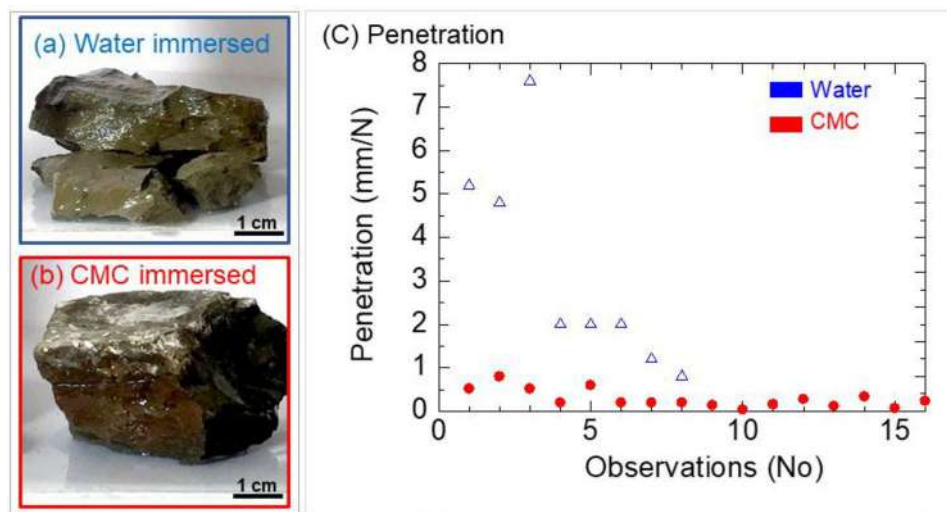 (a) Water immersed
1 cm
(b) CMC immersed
1 cm
(C) Penetration
Penetration (mm/N)
8
7
6
5
4
3
2
1
0
Water
CMC
0
5
10
15
Observations (No)